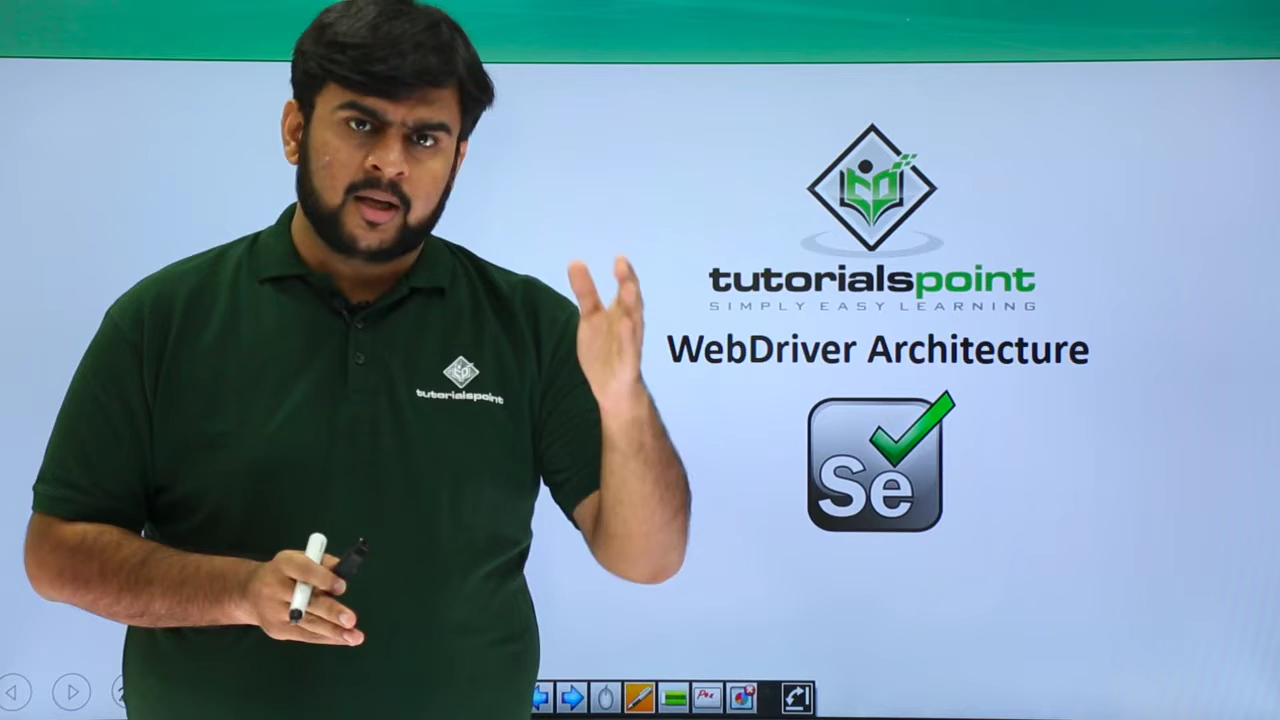 tutorialspoint
SIMPLY EASY LEARNING
WebDriver Architecture
Se
tutorialspoint